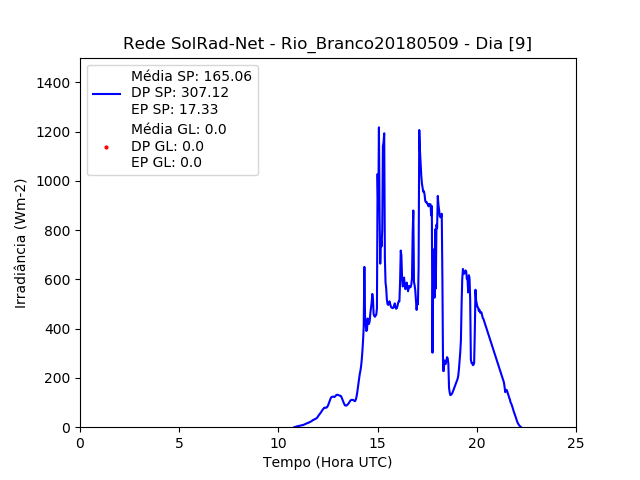 Rede SolRad-Net - Rio_Branco20180509 - Dia [9]
Média SP: 165.06
DP SP: 307.12
EP SP: 17.33
Média GL: 0.0
DP GL: 0.0
EP GL: 0.0
1400
1200
1000
800
600
400
200
0
Irradiância (Wm-2)
0 5 10 15 20 25
Tempo (Hora UTC)